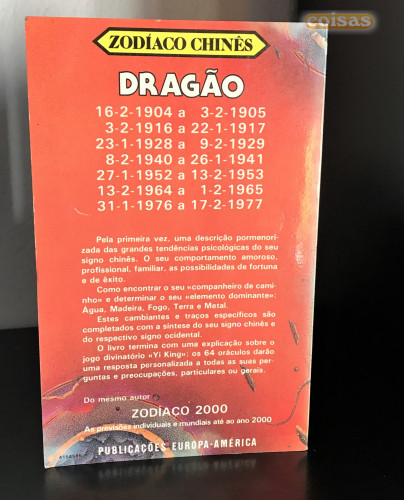 coisas
ZODÍACO CHINÊS
DRAGÃO
16-2-1904 a 3-2-1905
3-2-1916 a 22-1-1917
23-1-1928 a 9-2-1929
8-2-1940 a 26-1-1941
27-1-1952 a 13-2-1953
13-2-1964 a 1-2-1965
31-1-1976 a 17-2-1977
Pela primeira vez, uma descrição pormenori-
zada das grandes tendências psicológicas do seu
signo chinês. O seu comportamento amoroso,
profissional, familiar, as possibilidades de fortuna
e de êxito.
Como encontrar o seu «companheiro de cami-
nho» e determinar o seu «elemento dominante»:
Água, Madeira, Fogo, Terra e Metal.
Estes cambiantes e traços específicos são
completados com a síntese do seu signo chinês e
do respectivo signo ocidental.
O livro termina com uma explicação sobre o
jogo divinatório «Yi King»: os 64 oráculos darão
uma resposta personalizada a todas as suas per-
guntas e preocupações, particulares ou gerais.
Do mesmo autor
ZODÍACO 2000
As previsões individuais e mundiais até ao ano 2000
PUBLICAÇÕES EUROPA-AMÉRICA